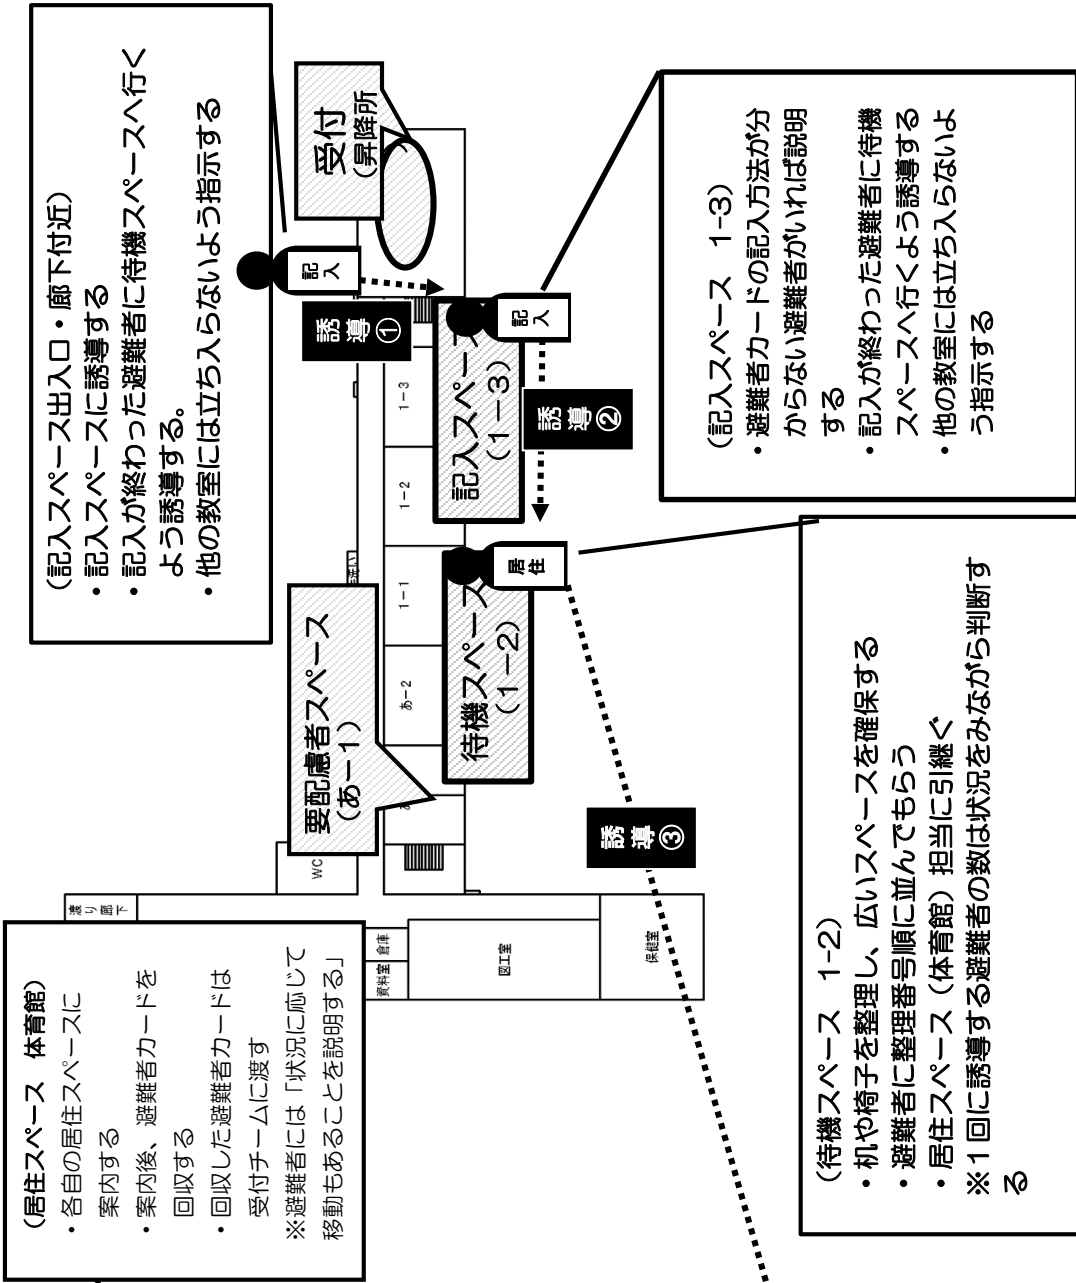 (記入スペース出入口・廊下付近)
・記入スペースに誘導する
・記入が終わった避難者に待機スペースへ行く
よう誘導する。
・他の教室には立ち入らないよう指示する
受付
(昇降所)
記入
誘導①
記入スペース
(1-3)
記入
誘導②
(記入スペース 1-3)
・避難者カードの記入方法が分
からない避難者がいれば説明
する
・記入が終わった避難者に待機
スペースへ行くよう誘導する
・他の教室には立ち入らないよ
う指示する
1-3
1-2
1-1
あ-2
要配慮者スペース
(あー1)
待機スペース
(1-2)
居住
誘導③
(待機スペース 1-2)
・机や椅子を整理し、広いスペースを確保する
・避難者に整理番号順に並んでもらう
・居住スペース(体育館)担当に引継ぐ
※1回に誘導する避難者の数は状況をみながら判断す
る
WC
渡り廊下
資料室
倉庫
図工室
保健室
(居住スペース 体育館)
・各自の居住スペースに
案内する
・案内後、避難者カードを
回収する
・回収した避難者カードは
受付チームに渡す
※避難者には「状況に応じて
移動もあることを説明する」